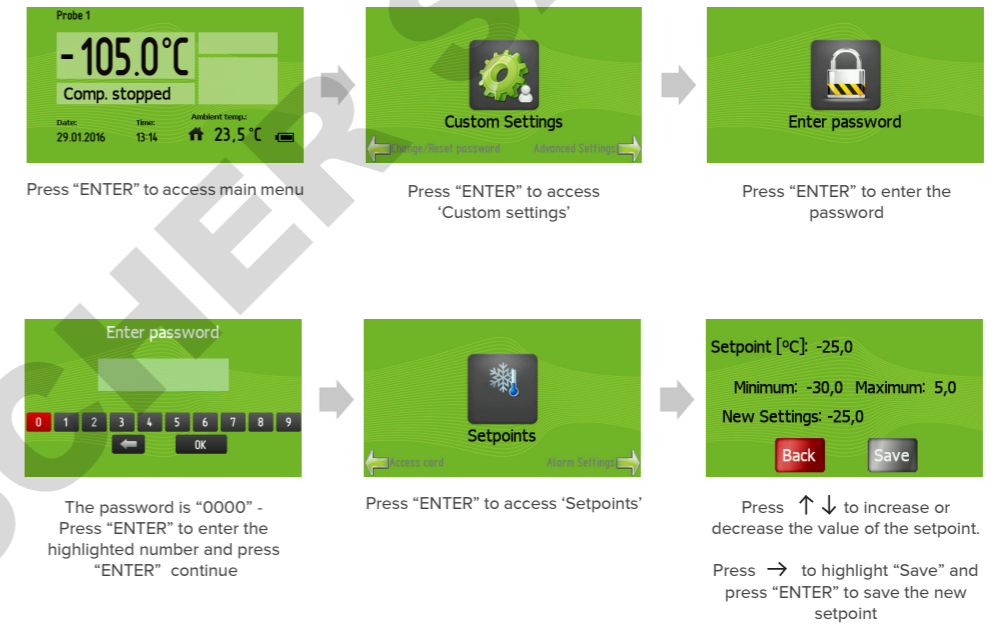 Probe 1
-105.0°C
Comp. stopped
Date: Time: Ambient temp.:
29.01.2016 13:14 23,5°C
Press “ENTER” to access main menu
Custom Settings
Change/Reset password Advanced Settings
Press “ENTER” to access
‘Custom settings’
Enter password
Press “ENTER” to enter the
password
Enter password
0 1 2 3 4 5 6 7 8 9
OK
The password is “0000” -
Press “ENTER” to enter the
highlighted number and press
“ENTER” continue
Setpoints
Access card Alarm Settings
Press “ENTER” to access ‘Setpoints’
Setpoint [°C]: -25,0
Minimum: -30,0 Maximum: 5,0
New Settings: -25,0
Back Save
Press ↑ ↓ to increase or
decrease the value of the setpoint.
Press → to highlight “Save” and
press “ENTER” to save the new
setpoint